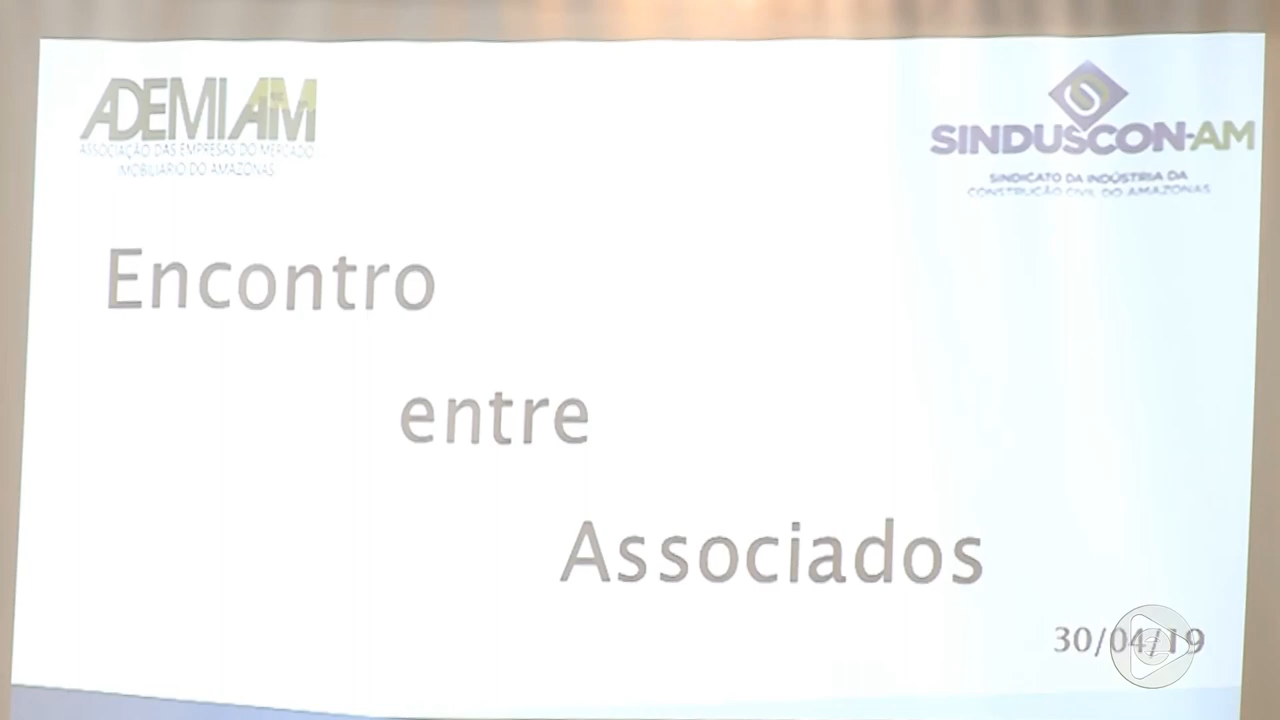 ADEMI AM
ASSOCIAÇÃO DAS EMPRESAS DO MERCADO
IMOBILIÁRIO DO AMAZONAS
SINDUSCON-AM
SINDICATO DA INDÚSTRIA DA
CONSTRUÇÃO CIVIL DO AMAZONAS
Encontro
entre
Associados
30/04/19